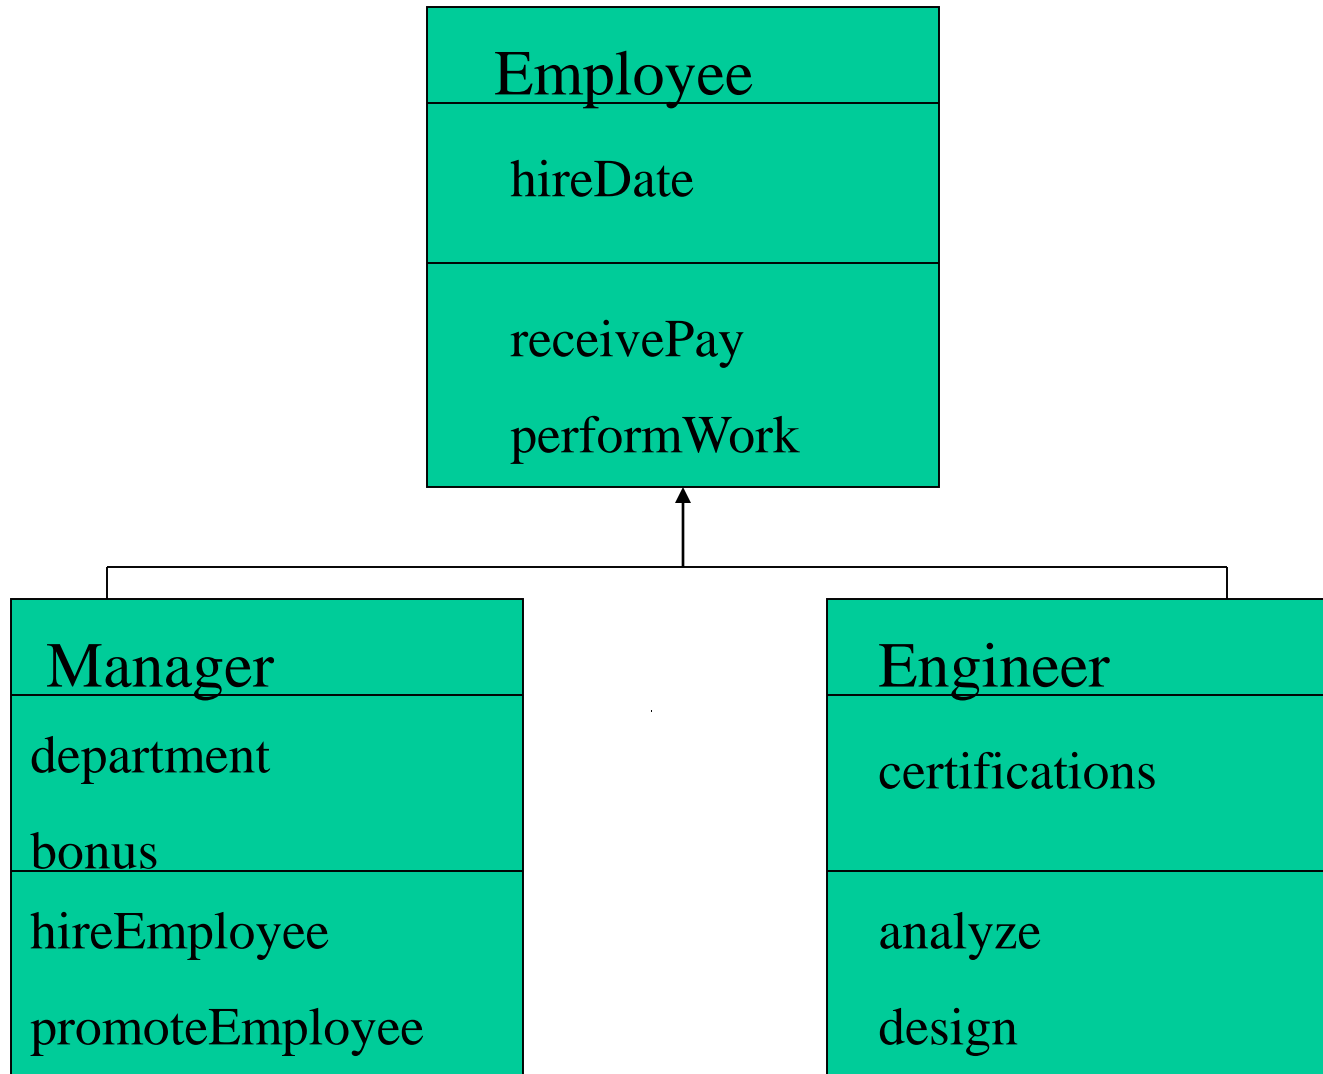 Employee
hireDate
receivePay
performWork
Manager
department
bonus
hireEmployee
promoteEmployee
Engineer
certifications
analyze
design